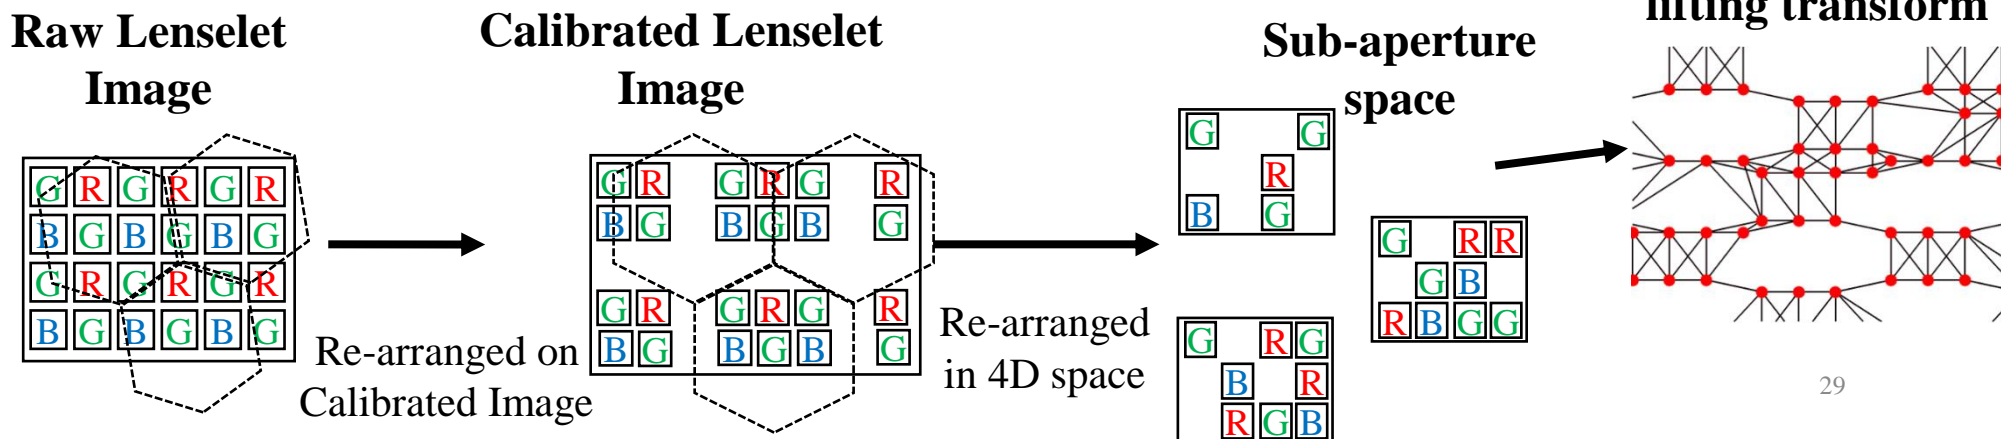 Raw Lenselet
Image
G R G R G R
B G B G B G
G R G R G R
B G B G B G
Re-arranged on
Calibrated Image
Calibrated Lenselet
Image
G R G R G R
B G B G B G
G R G R G R
B G B G B G
Re-arranged
in 4D space
Sub-aperture
space
G G
R
B G
G R R
G B
R B G G
G R G
B R
R G B
lifting transform
29